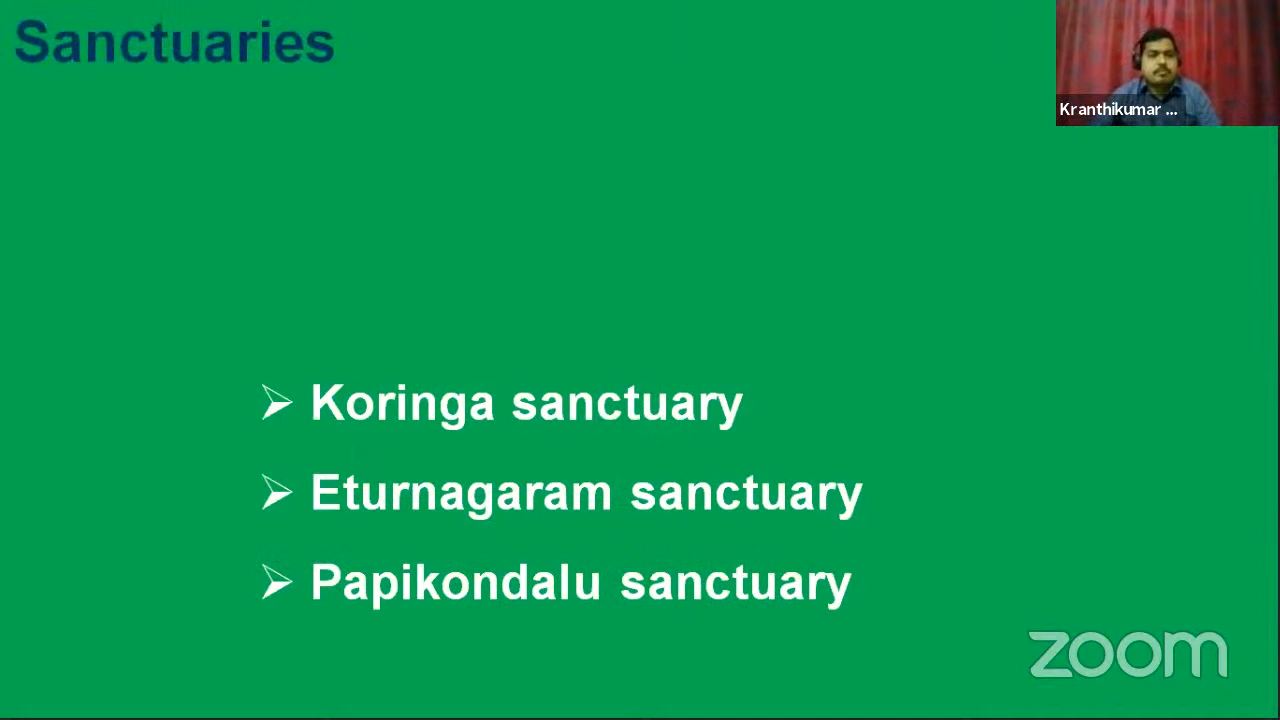 Sanctuaries
Kranthikumar ...
➢ Koringa sanctuary
➢ Eturnagaram sanctuary
➢ Papikondalu sanctuary
zoom